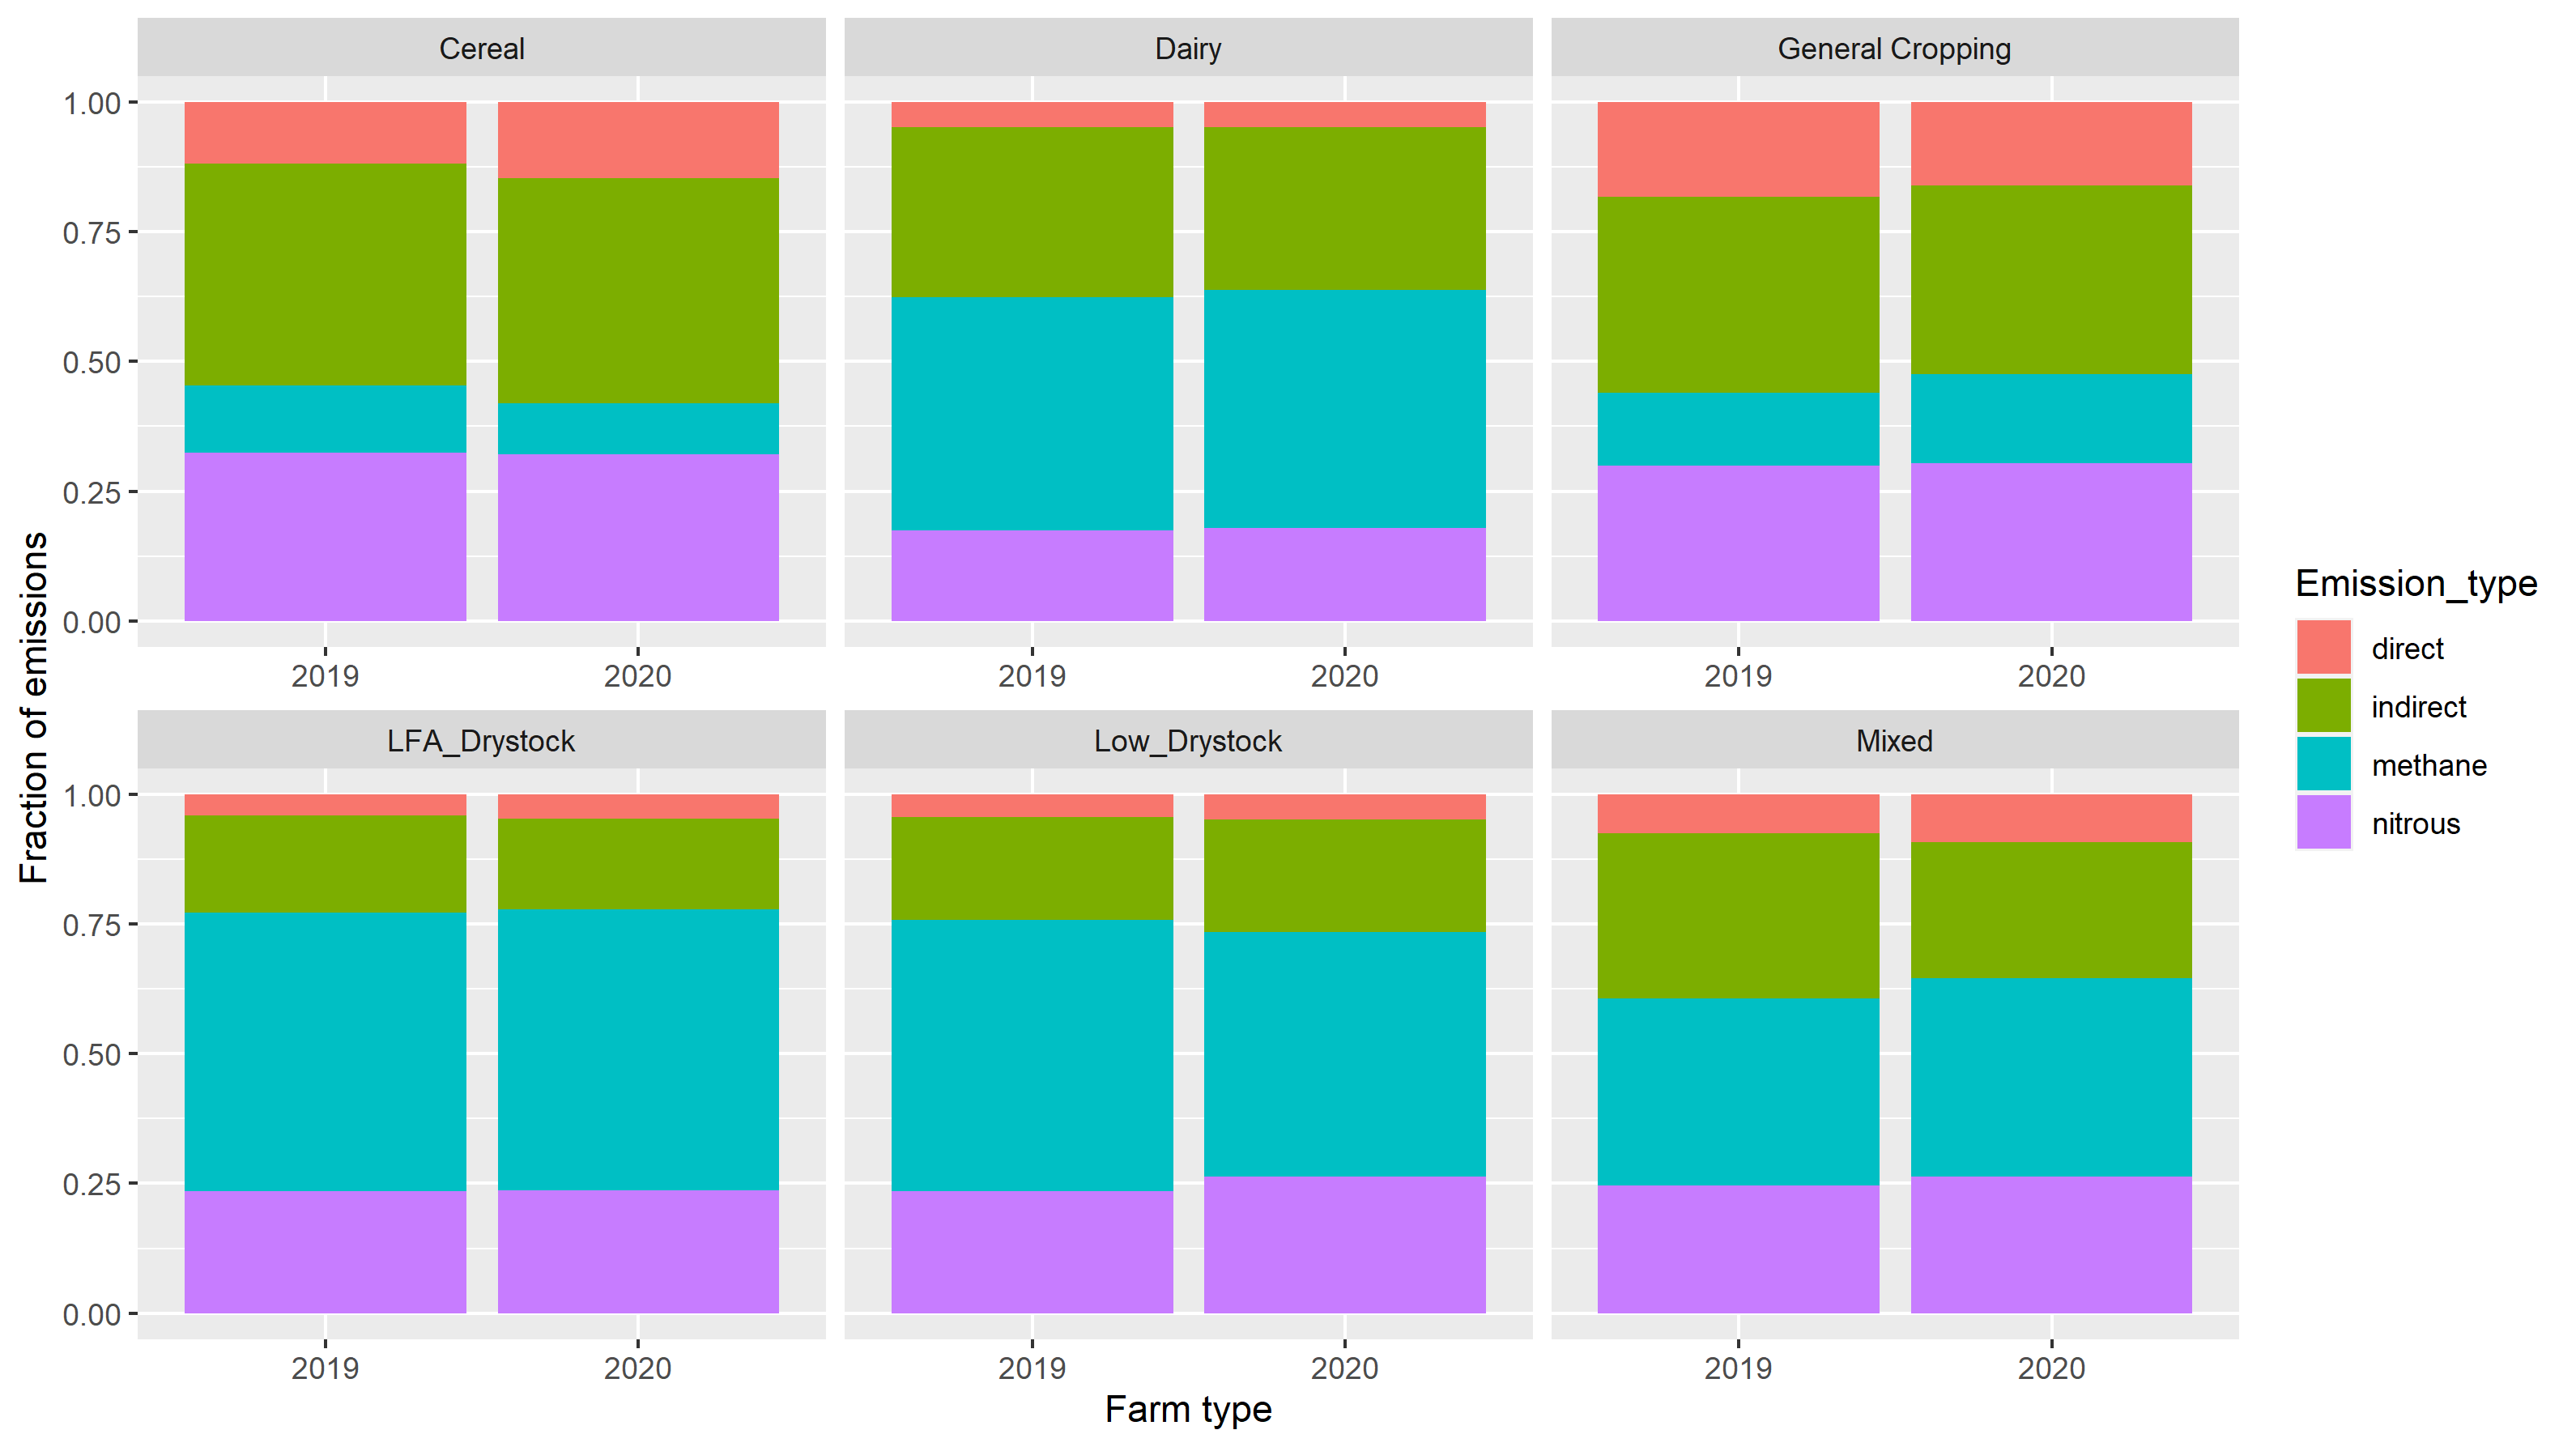 Cereal
Dairy
General Cropping
1.00
0.75
0.50
0.25
0.00
2019
2020
2019
2020
2019
2020
LFA_Drystock
Low_Drystock
Mixed
1.00
0.75
0.50
0.25
0.00
2019
2020
2019
2020
2019
2020
Fraction of emissions
Farm type
Emission_type
direct
indirect
methane
nitrous